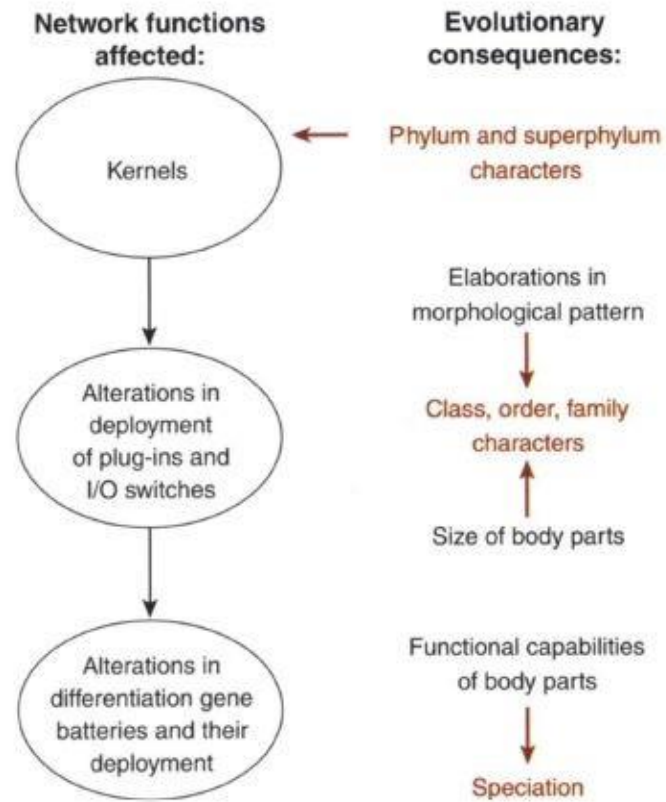 Network functions
affected:
Evolutionary
consequences:
Kernels
Phylum and superphylum
characters
Elaborations in
morphological pattern
Alterations in
deployment
of plug-ins and
I/O switches
Class, order, family
characters
Size of body parts
Functional capabilities
of body parts
Alterations in
differentiation gene
batteries and their
deployment
Speciation